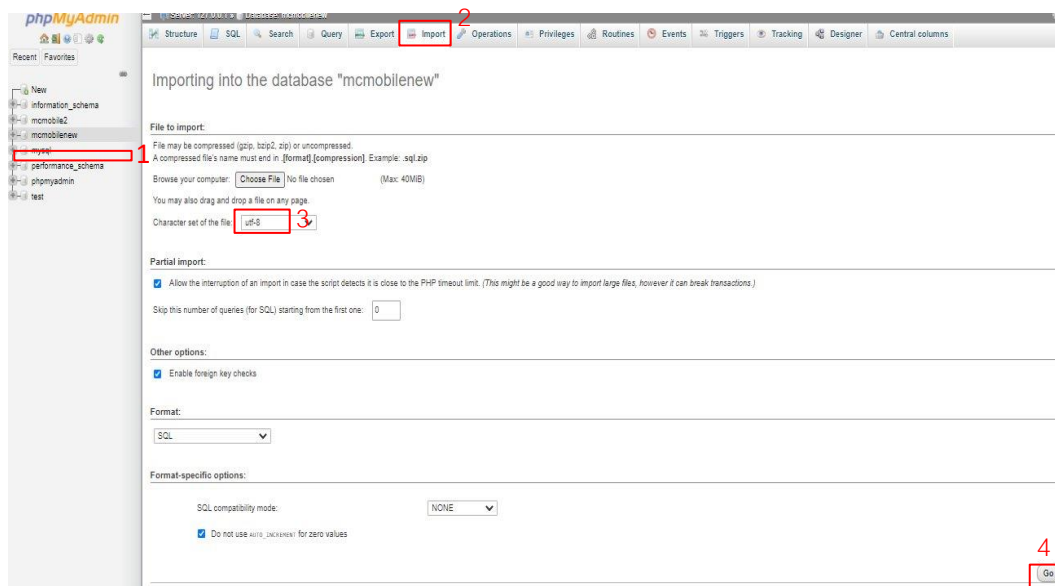 phpMyAdmin
Server: 127.0.0.1 » Database: mcmobilenew
2
Structure SQL Search Query Export Import Operations Privileges Routines Events Triggers Tracking Designer Central columns
Recent Favorites
New
information_schema
mcmobile2
mcmobilenew
mysql
1
performance_schema
phpmyadmin
test
Importing into the database "mcmobilenew"
File to import:
File may be compressed (gzip, bzip2, zip) or uncompressed.
A compressed file's name must end in .[format].[compression]. Example: .sql.zip
Browse your computer: Choose File No file chosen (Max: 40MiB)
You may also drag and drop a file on any page.
Character set of the file: utf-8 3
Partial import:
Allow the interruption of an import in case the script detects it is close to the PHP timeout limit. (This might be a good way to import large files, however it can break transactions.)
Skip this number of queries (for SQL) starting from the first one: 0
Other options:
Enable foreign key checks
Format:
SQL
Format-specific options:
SQL compatibility mode: NONE
Do not use AUTO_INCREMENT for zero values
4
Go